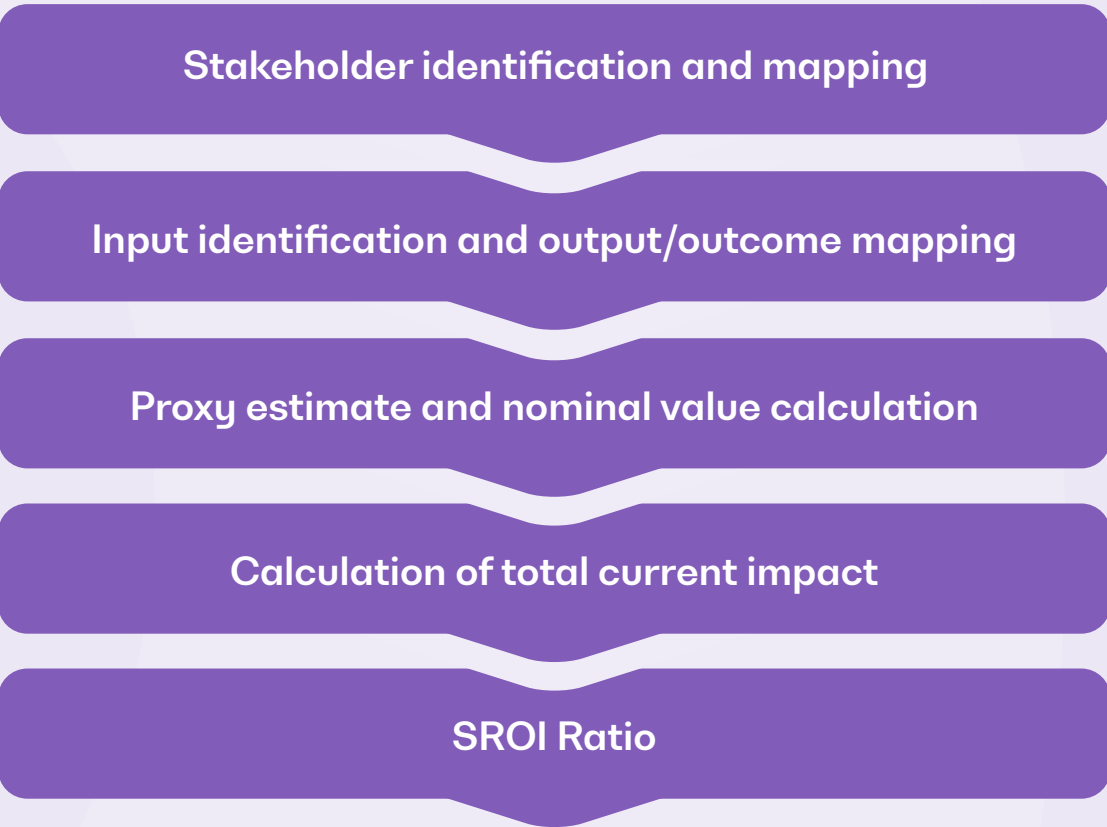 Stakeholder identification and mapping
Input identification and output/outcome mapping
Proxy estimate and nominal value calculation
Calculation of total current impact
SROI Ratio